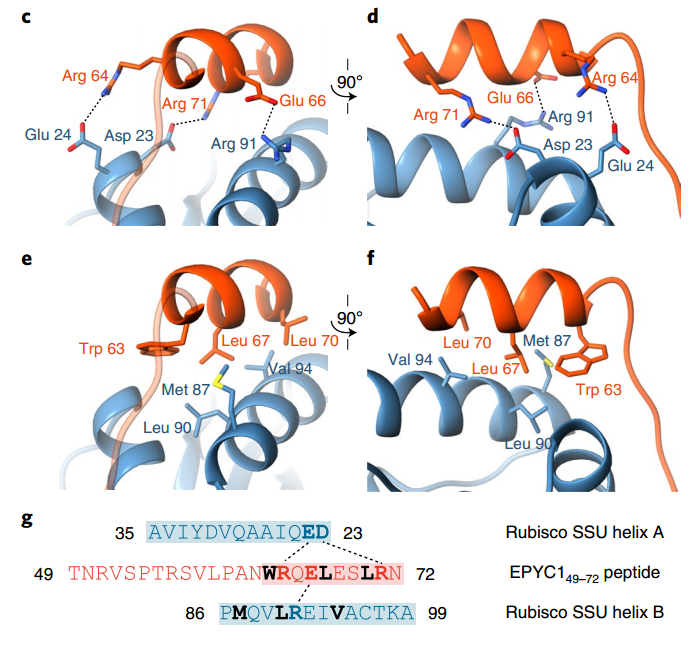 c
Arg 64
Arg 71
Glu 66
Glu 24
Asp 23
Arg 91
90°
d
Arg 64
Glu 66
Arg 71
Arg 91
Asp 23
Glu 24
e
Trp 63
Leu 67
Leu 70
Val 94
Met 87
Leu 90
90°
f
Leu 70
Met 87
Val 94
Leu 67
Trp 63
Leu 90
g
35 AVIYDVQAAIQED 23 Rubisco SSU helix A
49 TNRVSPTRSVLPANWRQELESLRN 72 EPYC149–72 peptide
86 PMQVLREIVACTKA 99 Rubisco SSU helix B